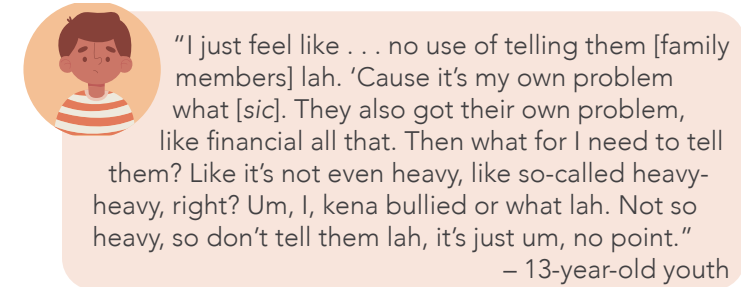 “I just feel like . . . no use of telling them [family
members] lah. ‘Cause it’s my own problem
what [sic]. They also got their own problem,
like financial all that. Then what for I need to tell
them? Like it’s not even heavy, like so-called heavy-
heavy, right? Um, I, kena bullied or what lah. Not so
heavy, so don’t tell them lah, it’s just um, no point.”
– 13-year-old youth